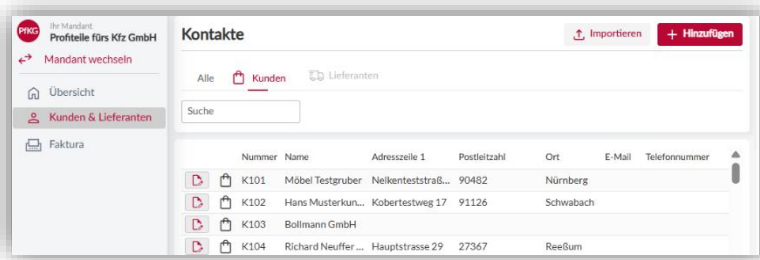 PfKG
Ihr Mandant
Profiteile fürs Kfz GmbH
Mandant wechseln
Übersicht
Kunden & Lieferanten
Faktura
Kontakte
Importieren
+ Hinzufügen
Alle Kunden Lieferanten
Suche
Nummer Name Adresszeile 1 Postleitzahl Ort E-Mail Telefonnummer
K101 Möbel Testgruber Nelkenteststraß... 90482 Nürnberg
K102 Hans Musterkun... Kobertestweg 17 91126 Schwabach
K103 Bollmann GmbH
K104 Richard Neuffer ... Hauptstrasse 29 27367 Reeßum